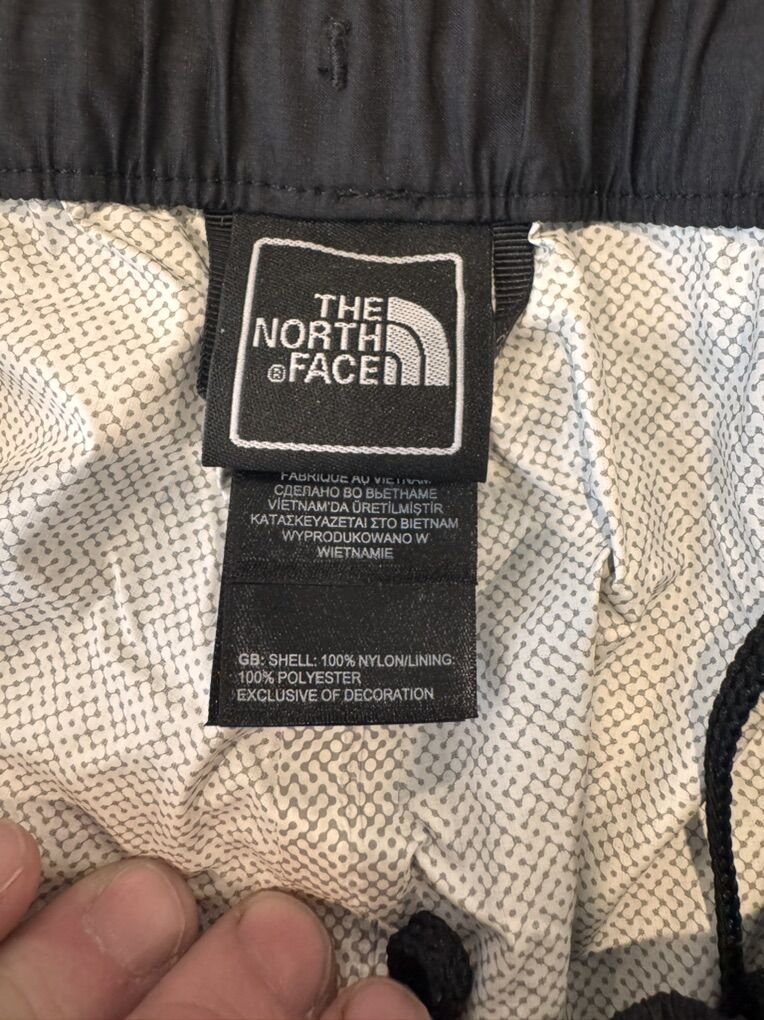 THE
NORTH
® FACE
FABRIQUÉ AU VIETNAM
СДЕЛАНО ВО ВЬЕТНАМЕ
VİETNAM'DA ÜRETİLMİŞTİR
ΚΑΤΑΣΚΕΥΑΖΕΤΑΙ ΣΤΟ ΒΙΕΤΝΑΜ
WYPRODUKOWANO W
WIETNAMIE
GB: SHELL: 100% NYLON/LINING:
100% POLYESTER
EXCLUSIVE OF DECORATION